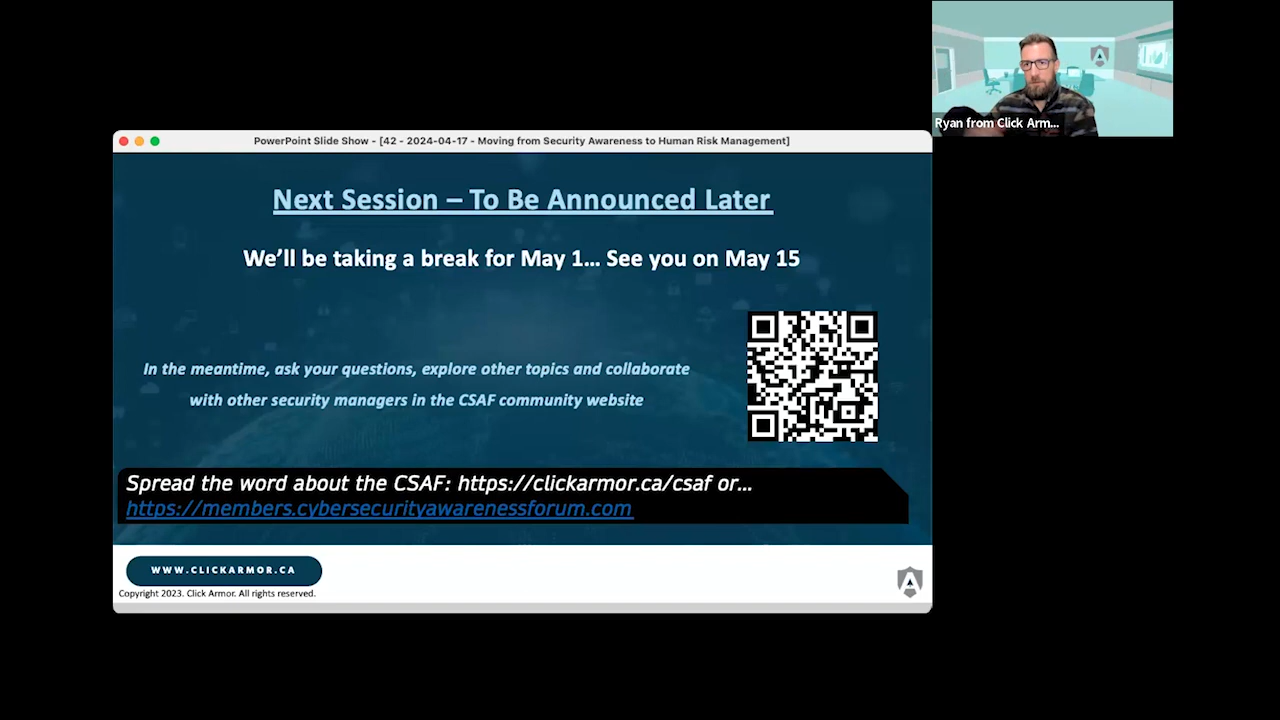 Ryan from Click Arm...
PowerPoint Slide Show - [42 - 2024-04-17 - Moving from Security Awareness to Human Risk Management]
Next Session – To Be Announced Later
We'll be taking a break for May 1... See you on May 15
In the meantime, ask your questions, explore other topics and collaborate
with other security managers in the CSAF community website
Spread the word about the CSAF: https://clickarmor.ca/csaf or...
https://members.cybersecurityawarenessforum.com
WWW.CLICKARMOR.CA
Copyright 2023. Click Armor. All rights reserved.